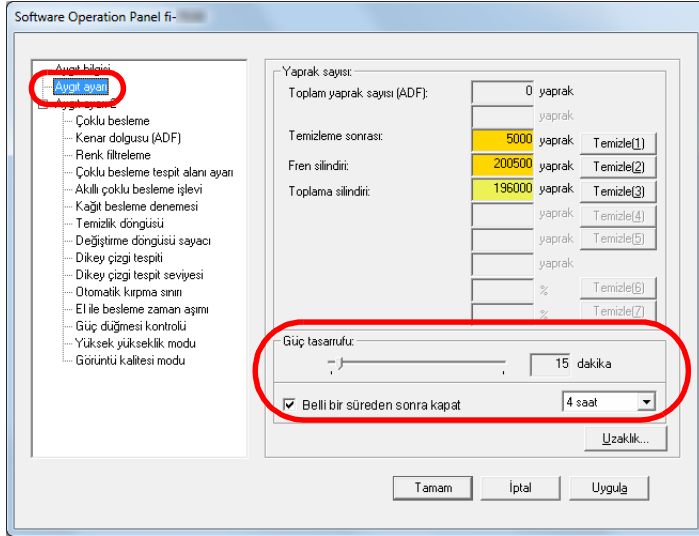 Software Operation Panel fi-
Aygıt bilgisi
Aygıt ayarı
Aygıt ayarı 2
Çoklu besleme
Kenar dolgusu (ADF)
Renk filtreleme
Çoklu besleme tespit alanı ayarı
Akıllı çoklu besleme işlevi
Kağıt besleme denemesi
Temizlik döngüsü
Değiştirme döngüsü sayacı
Dikey çizgi tespiti
Dikey çizgi tespit seviyesi
Otomatik kırpma sınırı
El ile besleme zaman aşımı
Güç düğmesi kontrolü
Yüksek yükseklik modu
Görüntü kalitesi modu
Yaprak sayısı:
Toplam yaprak sayısı (ADF): 0 yaprak
yaprak
Temizleme sonrası: 5000 yaprak Temizle(1)
Fren silindiri: 200500 yaprak Temizle(2)
Toplama silindiri: 196000 yaprak Temizle(3)
yaprak Temizle(4)
yaprak Temizle(5)
yaprak
% Temizle(6)
% Temizle(7)
Güç tasarrufu:
15 dakika
Belli bir süreden sonra kapat 4 saat
Uzaklık...
Tamam İptal Uygula